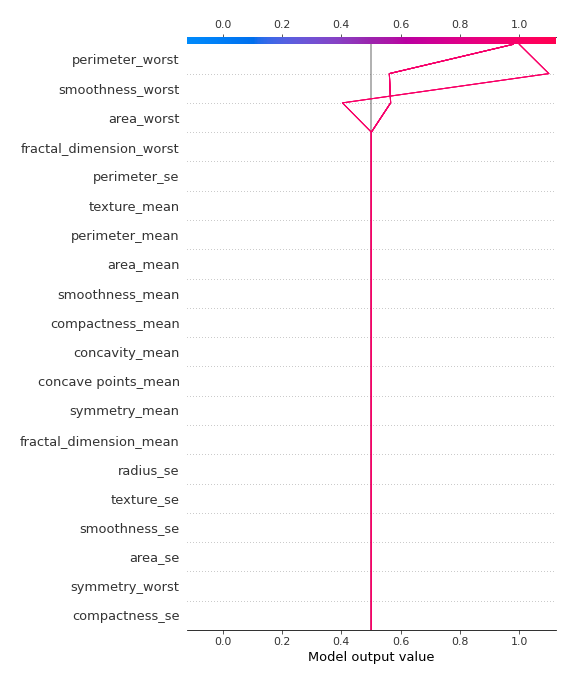 0.0 0.2 0.4 0.6 0.8 1.0
perimeter_worst
smoothness_worst
area_worst
fractal_dimension_worst
perimeter_se
texture_mean
perimeter_mean
area_mean
smoothness_mean
compactness_mean
concavity_mean
concave points_mean
symmetry_mean
fractal_dimension_mean
radius_se
texture_se
smoothness_se
area_se
symmetry_worst
compactness_se
0.0 0.2 0.4 0.6 0.8 1.0
Model output value